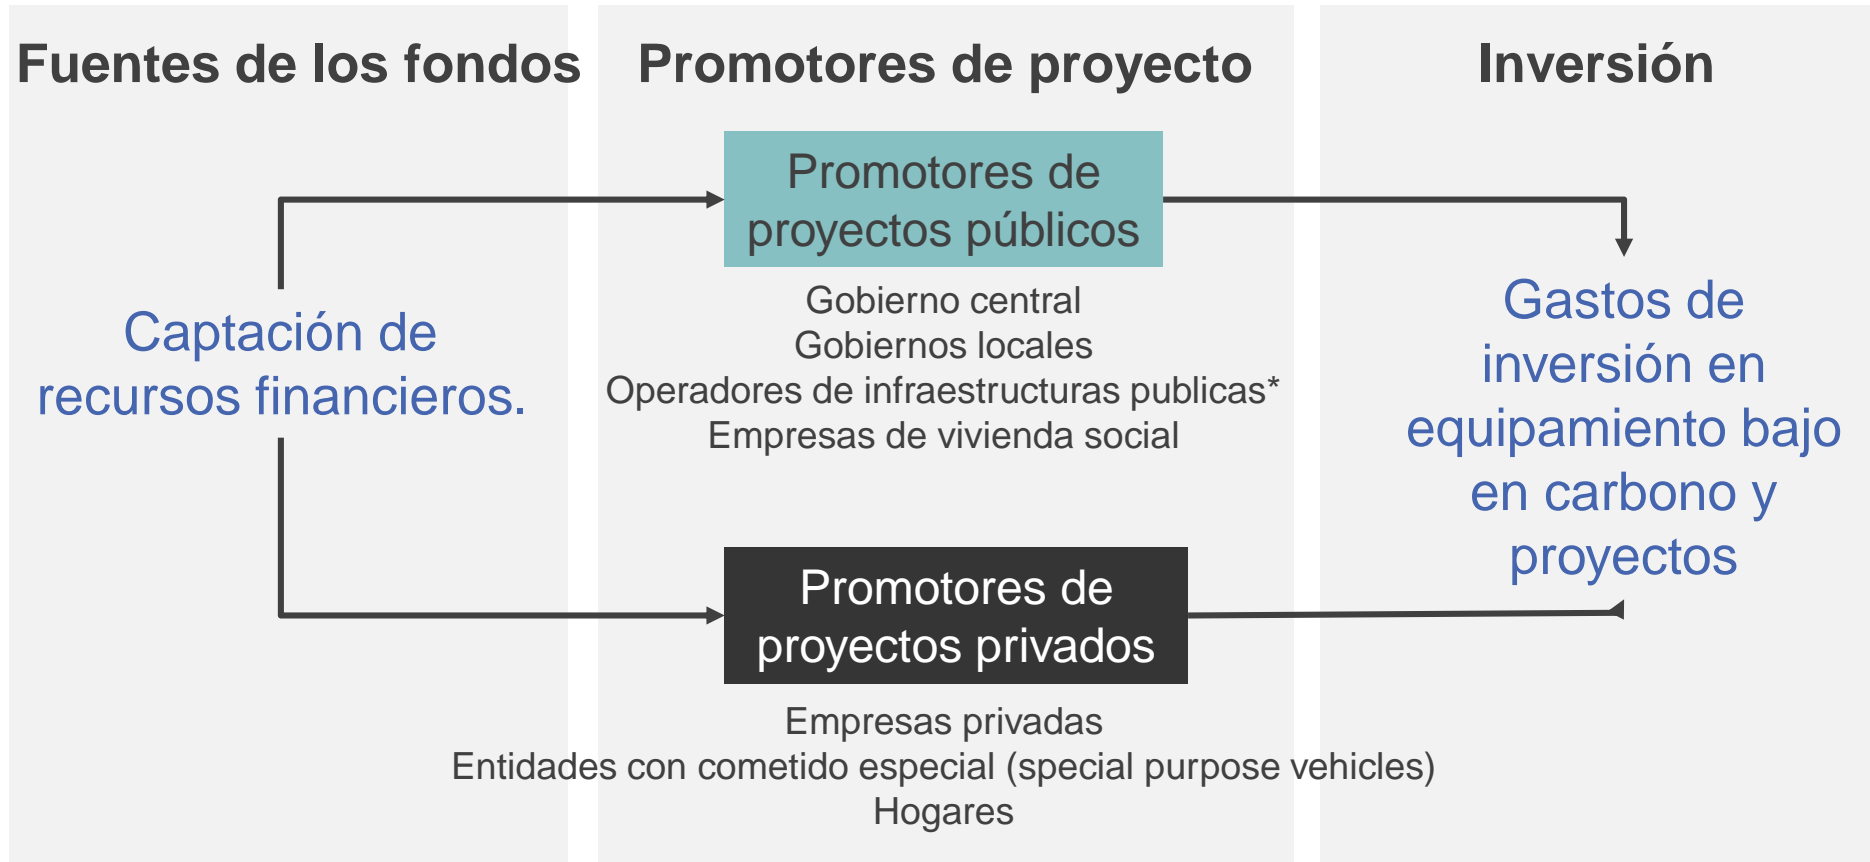 Fuentes de los fondos
Captación de
recursos financieros.
Promotores de proyecto
Promotores de
proyectos públicos
Gobierno central
Gobiernos locales
Operadores de infraestructuras publicas*
Empresas de vivienda social
Promotores de
proyectos privados
Empresas privadas
Entidades con cometido especial (special purpose vehicles)
Hogares
Inversión
Gastos de
inversión en
equipamiento bajo
en carbono y
proyectos